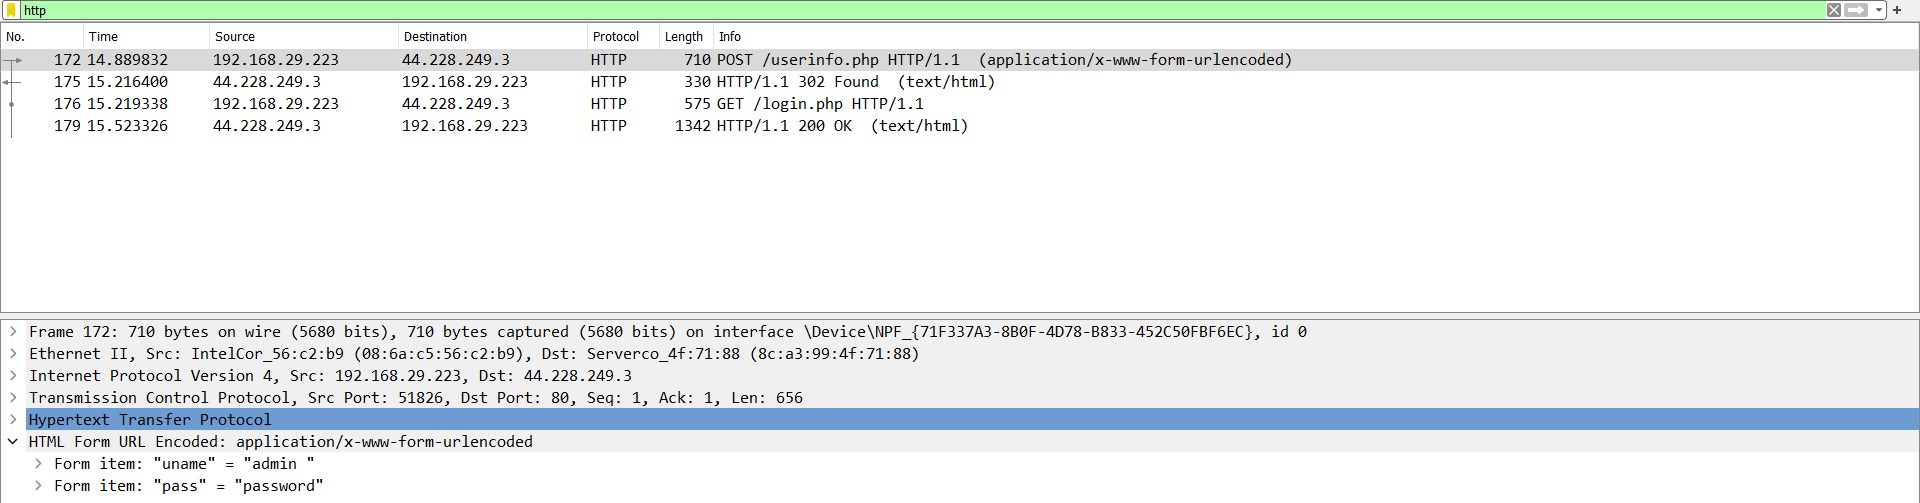 http
No. Time Source Destination Protocol Length Info
172 14.889832 192.168.29.223 44.228.249.3 HTTP 710 POST /userinfo.php HTTP/1.1  (application/x-www-form-urlencoded)
175 15.216400 44.228.249.3 192.168.29.223 HTTP 330 HTTP/1.1 302 Found  (text/html)
176 15.219338 192.168.29.223 44.228.249.3 HTTP 575 GET /login.php HTTP/1.1
179 15.523326 44.228.249.3 192.168.29.223 HTTP 1342 HTTP/1.1 200 OK  (text/html)
Frame 172: 710 bytes on wire (5680 bits), 710 bytes captured (5680 bits) on interface \Device\NPF_{71F337A3-8B0F-4D78-B833-452C50FBF6EC}, id 0
Ethernet II, Src: IntelCor_56:c2:b9 (08:6a:c5:56:c2:b9), Dst: Serverco_4f:71:88 (8c:a3:99:4f:71:88)
Internet Protocol Version 4, Src: 192.168.29.223, Dst: 44.228.249.3
Transmission Control Protocol, Src Port: 51826, Dst Port: 80, Seq: 1, Ack: 1, Len: 656
Hypertext Transfer Protocol
HTML Form URL Encoded: application/x-www-form-urlencoded
Form item: "uname" = "admin "
Form item: "pass" = "password"